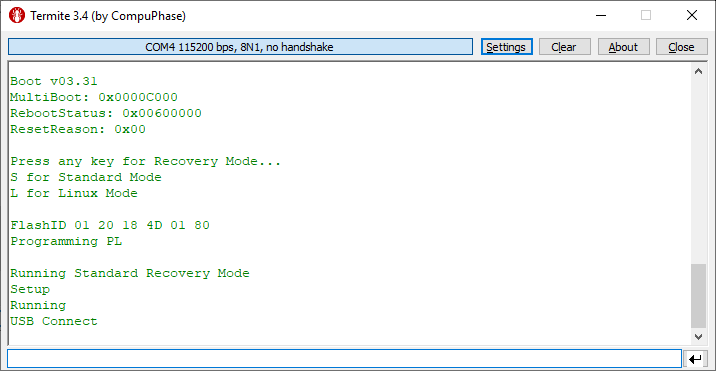 Termite 3.4 (by CompuPhase)
COM4 115200 bps, 8N1, no handshake
Settings
Clear
About
Close
Boot v03.31
MultiBoot: 0x0000C000
RebootStatus: 0x00600000
ResetReason: 0x00
Press any key for Recovery Mode...
S for Standard Mode
L for Linux Mode
FlashID 01 20 18 4D 01 80
Programming PL
Running Standard Recovery Mode
Setup
Running
USB Connect